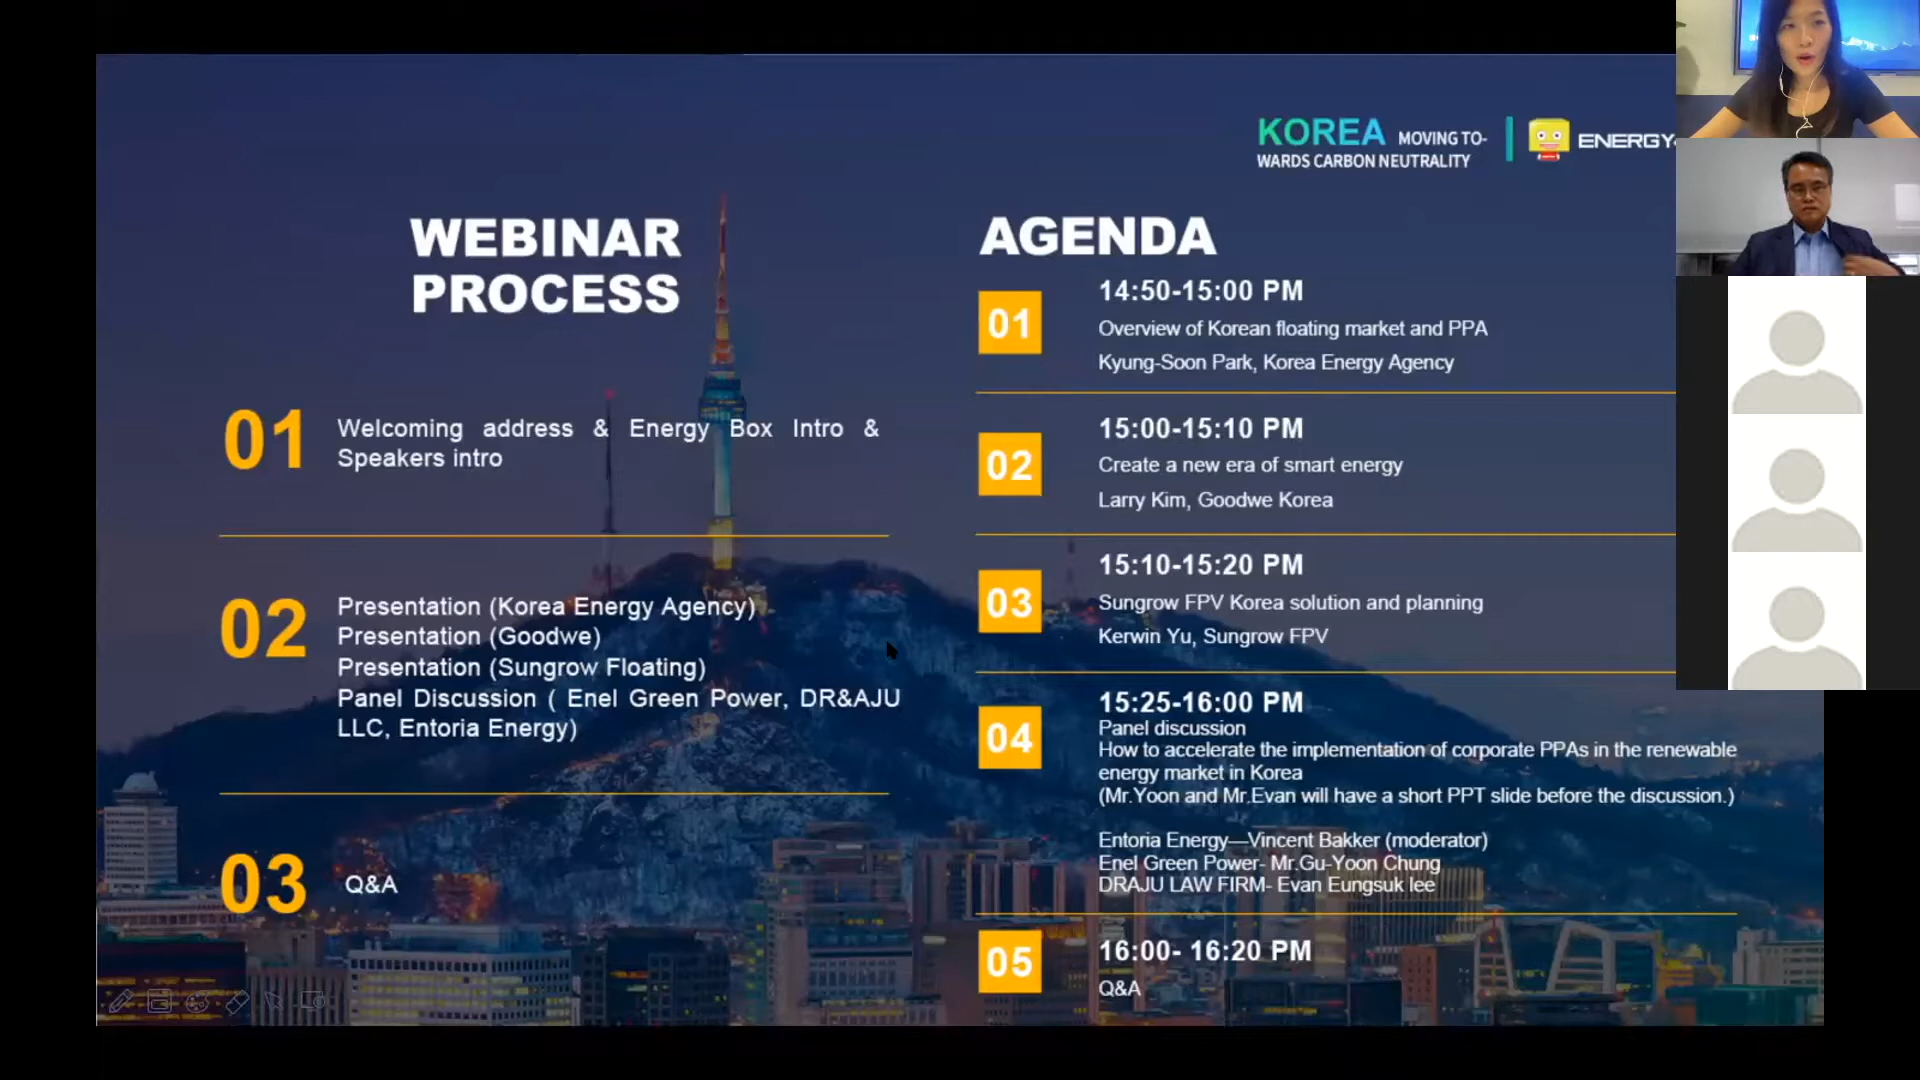 KOREA MOVING TO-
WARDS CARBON NEUTRALITY
ENERGY
WEBINAR
PROCESS
01
Welcoming address & Energy Box Intro &
Speakers intro
02
Presentation (Korea Energy Agency)
Presentation (Goodwe)
Presentation (Sungrow Floating)
Panel Discussion ( Enel Green Power, DR&AJU
LLC, Entoria Energy)
03
Q&A
AGENDA
01
14:50-15:00 PM
Overview of Korean floating market and PPA
Kyung-Soon Park, Korea Energy Agency
02
15:00-15:10 PM
Create a new era of smart energy
Larry Kim, Goodwe Korea
03
15:10-15:20 PM
Sungrow FPV Korea solution and planning
Kerwin Yu, Sungrow FPV
04
15:25-16:00 PM
Panel discussion
How to accelerate the implementation of corporate PPAs in the renewable
energy market in Korea
(Mr.Yoon and Mr.Evan will have a short PPT slide before the discussion.)
Entoria Energy—Vincent Bakker (moderator)
Enel Green Power- Mr.Gu-Yoon Chung
DRAJU LAW FIRM- Evan Eungsuk lee
05
16:00- 16:20 PM
Q&A